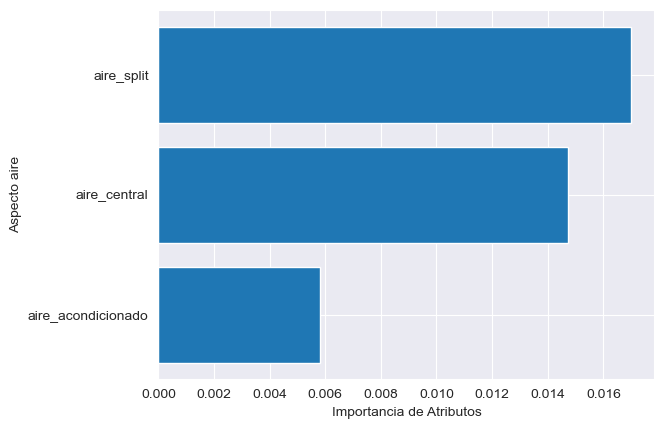 aire_split
aire_central
aire_acondicionado
Aspecto aire
0.000 0.002 0.004 0.006 0.008 0.010 0.012 0.014 0.016
Importancia de Atributos